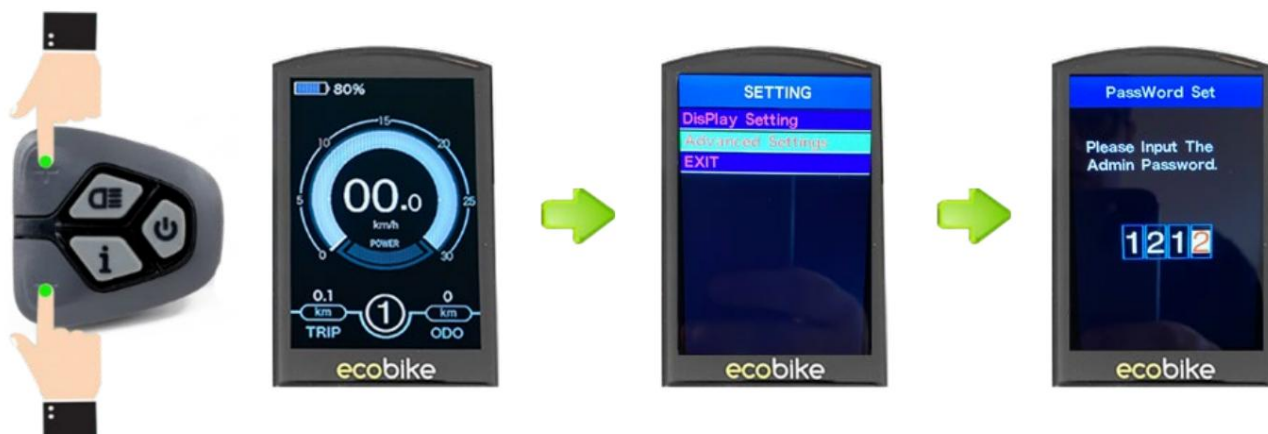 80%
15
10
20
5
25
00.0
km/h
POWER
0
30
0.1
0
km
1
km
TRIP
ODO
ecobike
SETTING
DisPlay Setting
Advanced Settings
EXIT
ecobike
PassWord Set
Please Input The
Admin Password.
1212
ecobike
i